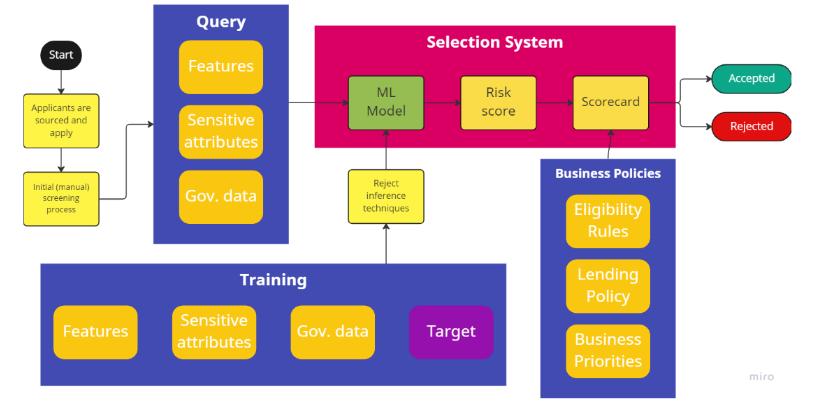 Start
Applicants are
sourced and
apply
Initial (manual)
screening
process
Query
Features
Sensitive
attributes
Gov. data
Selection System
ML
Model
Risk
score
Scorecard
Accepted
Rejected
Reject
inference
techniques
Business Policies
Eligibility
Rules
Lending
Policy
Business
Priorities
Training
Features
Sensitive
attributes
Gov. data
Target
miro